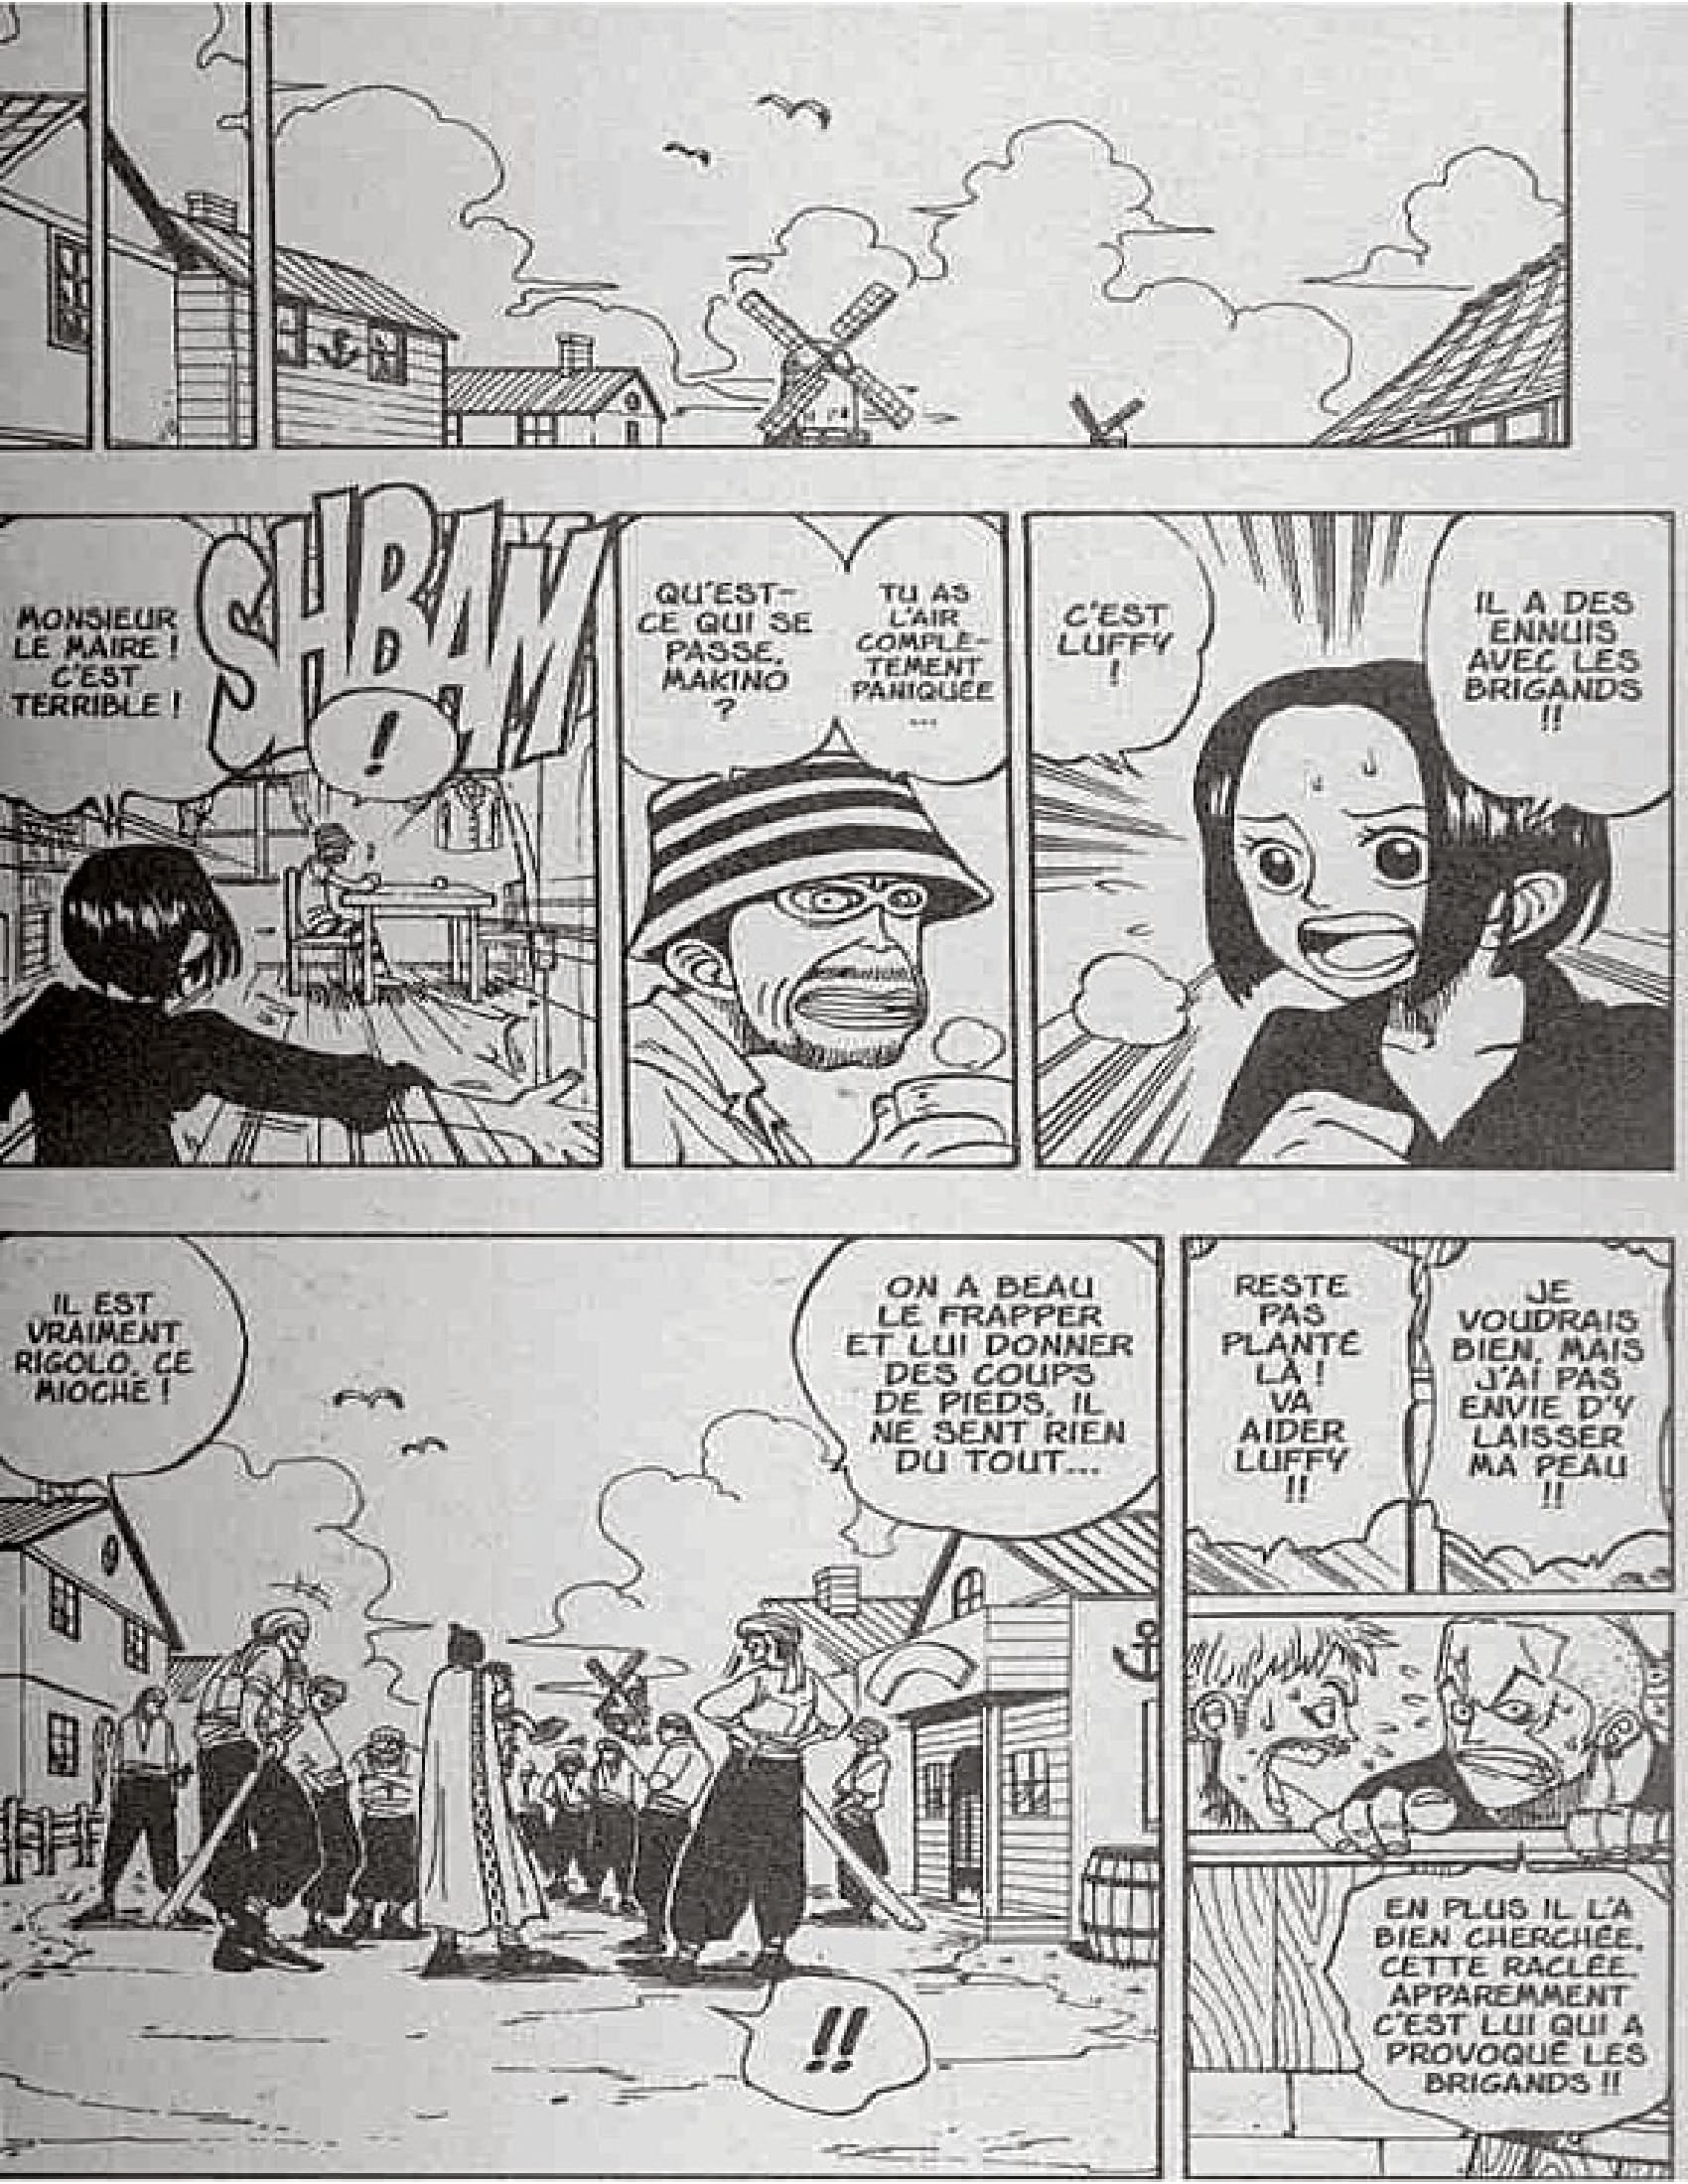 MONSIEUR
LE MAIRE !
C'EST
TERRIBLE !
SHBAM
!
QU'EST-
CE QUI SE
PASSE,
MAKINO
?
TU AS
L'AIR
COMPLÈ-
TEMENT
PANIQUÉE
...
C'EST
LUFFY
!
IL A DES
ENNUIS
AVEC LES
BRIGANDS
!!
IL EST
VRAIMENT
RIGOLO, CE
MIOCHE !
ON A BEAU
LE FRAPPER
ET LUI DONNER
DES COUPS
DE PIEDS, IL
NE SENT RIEN
DU TOUT...
!!
RESTE
PAS
PLANTÉ
LÀ !
VA
AIDER
LUFFY
!!
JE
VOUDRAIS
BIEN, MAIS
J'AI PAS
ENVIE D'Y
LAISSER
MA PEAU
!!
EN PLUS IL L'A
BIEN CHERCHÉE,
CETTE RACLÉE.
APPAREMMENT
C'EST LUI QUI A
PROVOQUÉ LES
BRIGANDS !!